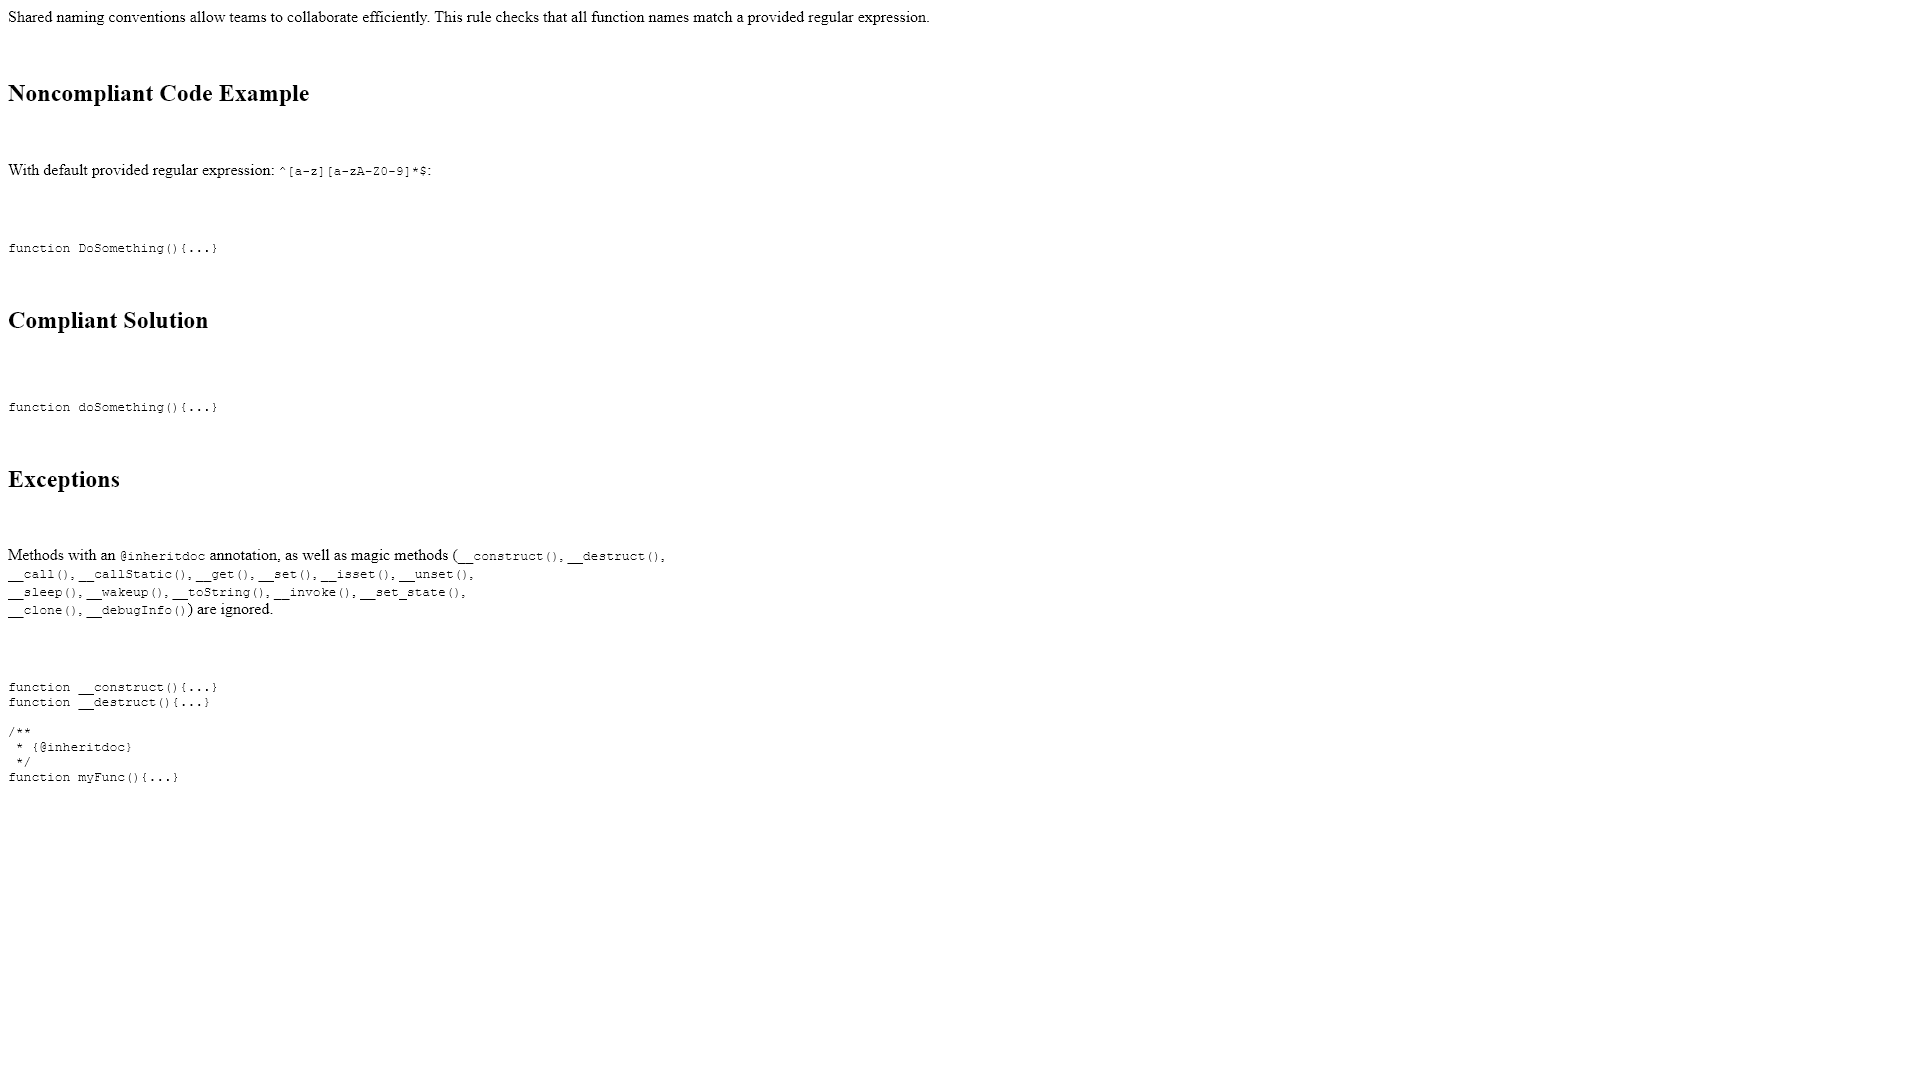 Shared naming conventions allow teams to collaborate efficiently. This rule checks that all function names match a provided regular expression.
Noncompliant Code Example
With default provided regular expression: ^[a-z][a-zA-Z0-9]*$:
function DoSomething(){...}
Compliant Solution
function doSomething(){...}
Exceptions
Methods with an @inheritdoc annotation, as well as magic methods (__construct(), __destruct(),
__call(), __callStatic(), __get(), __set(), __isset(), __unset(),
__sleep(), __wakeup(), __toString(), __invoke(), __set_state(),
__clone(), __debugInfo()) are ignored.
function __construct(){...}
function __destruct(){...}
/**
 * {@inheritdoc}
 */
function myFunc(){...}